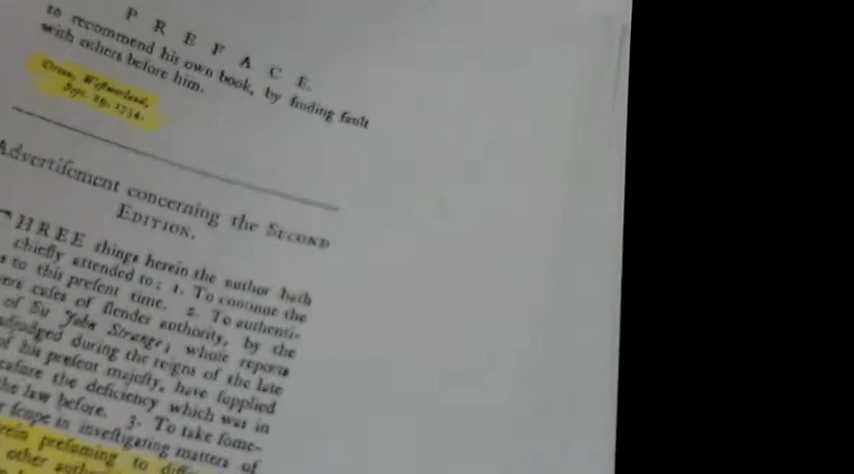 PREFACE.
to recommend his own book, by finding fault
with others before him.
Orton, Westmorland,
Sept. 29. 1754.
Advertiſement concerning the SECOND
EDITION.
THREE things herein the author hath
chiefly attended to: 1. To continue the
to this preſent time. 2. To authenti-
caſes of ſlender authority, by the
of Sir John Strange; whoſe reports
adjudged during the reigns of the late
of his preſent majeſty, have ſupplied
the deficiency which was in
the law before. 3. To take ſome-
ſcope in inveſtigating matters of
preſuming to
other